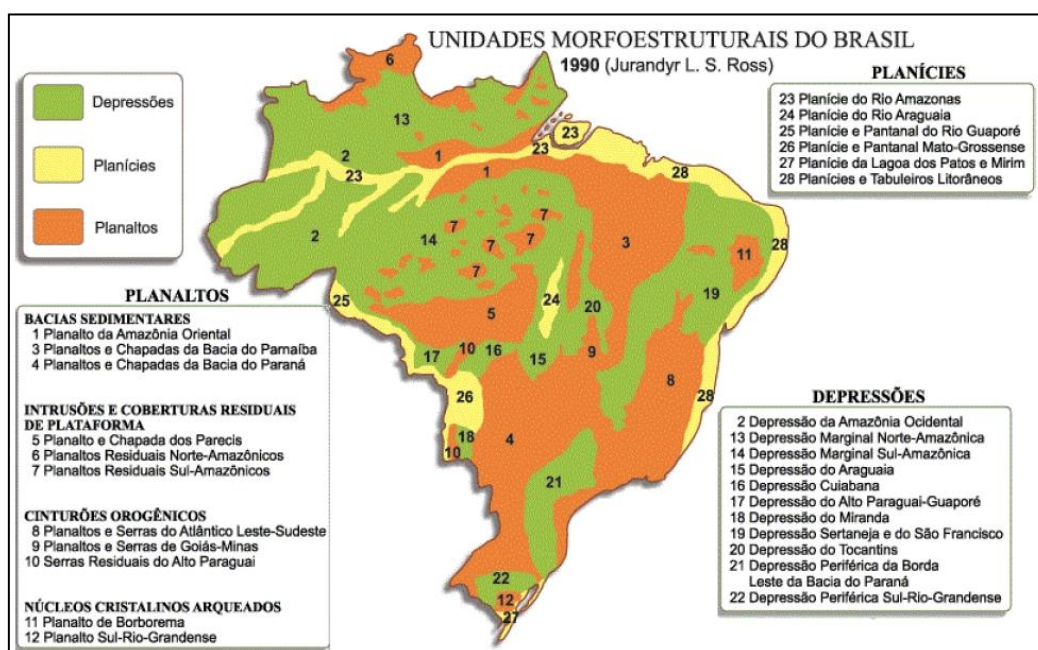 UNIDADES MORFOESTRUTURAIS DO BRASIL
1990 (Jurandyr L. S. Ross)
Depressões
Planícies
Planaltos
PLANÍCIES
23 Planície do Rio Amazonas
24 Planície do Rio Araguaia
25 Planície e Pantanal do Rio Guaporé
26 Planície e Pantanal Mato-Grossense
27 Planície da Lagoa dos Patos e Mirim
28 Planícies e Tabuleiros Litorâneos
6
13
1
23
23
2
23
1
28
2
14
7
7
7
7
7
3
11
28
19
25
5
24
20
17
10
16
15
9
26
8
28
18
10
4
21
22
12
27
PLANALTOS
BACIAS SEDIMENTARES
1 Planalto da Amazônia Oriental
3 Planaltos e Chapadas da Bacia do Parnaíba
4 Planaltos e Chapadas da Bacia do Paraná
INTRUSÕES E COBERTURAS RESIDUAIS
DE PLATAFORMA
5 Planalto e Chapada dos Parecis
6 Planaltos Residuais Norte-Amazônicos
7 Planaltos Residuais Sul-Amazônicos
CINTURÕES OROGÊNICOS
8 Planaltos e Serras do Atlântico Leste-Sudeste
9 Planaltos e Serras de Goiás-Minas
10 Serras Residuais do Alto Paraguai
NÚCLEOS CRISTALINOS ARQUEADOS
11 Planalto de Borborema
12 Planalto Sul-Rio-Grandense
DEPRESSÕES
2 Depressão da Amazônia Ocidental
13 Depressão Marginal Norte-Amazônica
14 Depressão Marginal Sul-Amazônica
15 Depressão do Araguaia
16 Depressão Cuiabana
17 Depressão do Alto Paraguai-Guaporé
18 Depressão do Miranda
19 Depressão Sertaneja e do São Francisco
20 Depressão do Tocantins
21 Depressão Periférica da Borda
Leste da Bacia do Paraná
22 Depressão Periférica Sul-Rio-Grandense